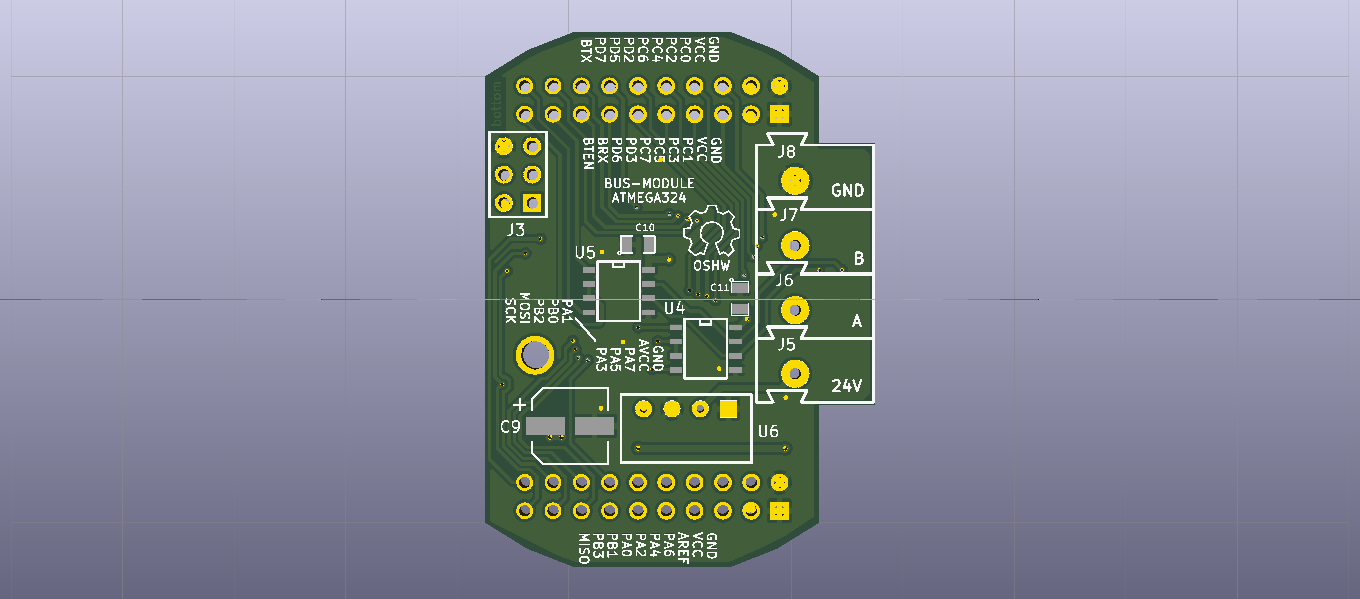 BTX
PD7
PD5
PD2
PC6
PC4
PC2
PC0
VCC
GND
bottom
BTEN
BRX
PD6
PD3
PC7
PC5
PC3
PC1
VCC
GND
J8
GND
BUS-MODULE
ATMEGA324
J7
J3
C10
U5
B
OSHW
J6
C11
U4
A
SCK
MOSI
PB2
PB0
PA1
J5
PA3
PA5
PA7
AVCC
GND
24V
+
C9
U6
MISO
PB3
PB1
PA0
PA2
PA4
PA6
AREF
VCC
GND